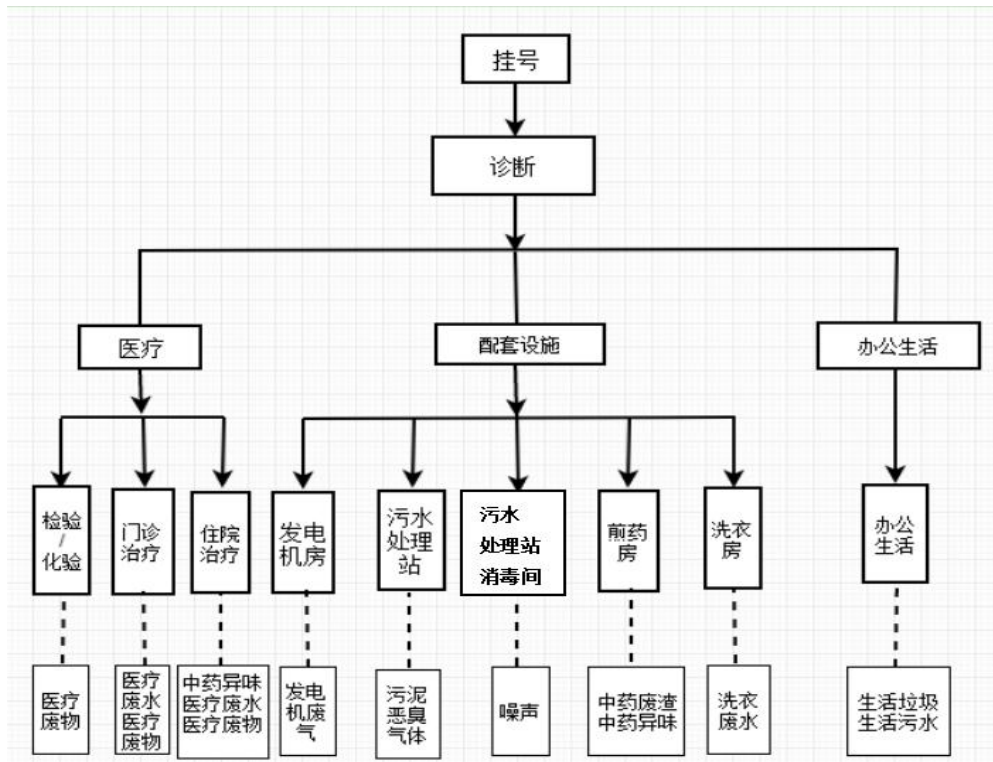 挂号
诊断
医疗
配套设施
办公生活
检验
/
化验
门诊
治疗
住院
治疗
发电
机房
污水
处理
站
污水
处理站
消毒间
煎药
房
洗衣
房
办公
生活
医疗
废物
医疗
废水
医疗
废物
中药异味
医疗废水
医疗废物
发电
机废
气
污泥
恶臭
气体
噪声
中药废渣
中药异味
洗衣
废水
生活垃圾
生活污水